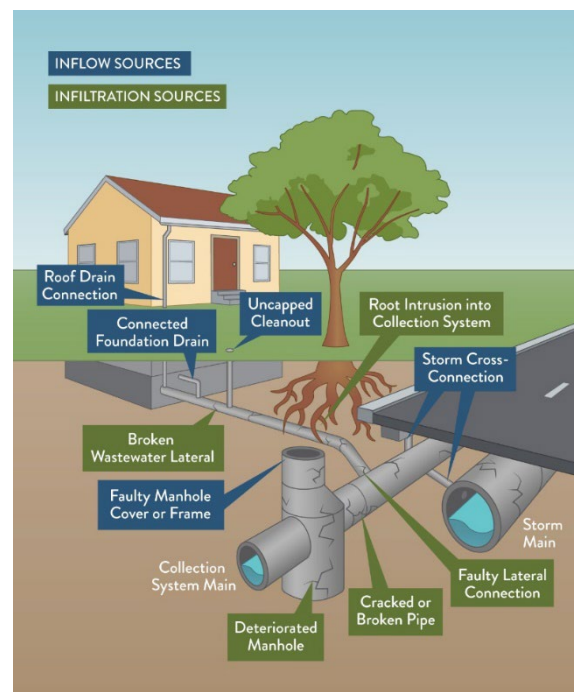 INFLOW SOURCES
INFILTRATION SOURCES
Roof Drain
Connection
Connected
Foundation Drain
Uncapped
Cleanout
Root Intrusion into
Collection System
Storm Cross-
Connection
Broken
Wastewater Lateral
Faulty Manhole
Cover or Frame
Storm
Main
Collection
System Main
Faulty Lateral
Connection
Cracked or
Broken Pipe
Deteriorated
Manhole